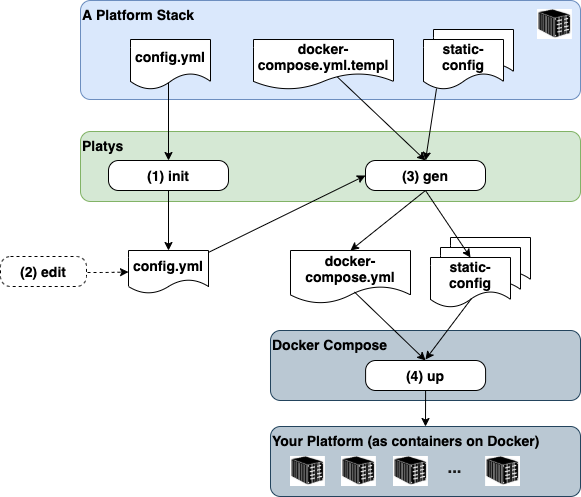 A Platform Stack
config.yml
docker-
compose.yml.templ
static-
config
Platys
(1) init
(3) gen
(2) edit
config.yml
docker-
compose.yml
static-
config
Docker Compose
(4) up
Your Platform (as containers on Docker)
...